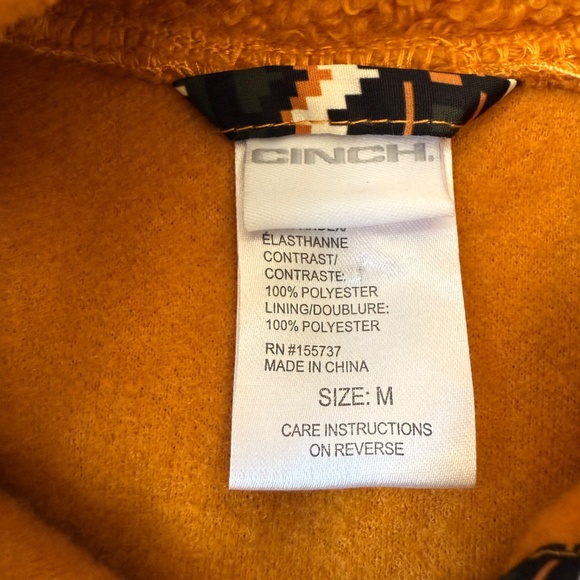 CINCH.
ÉLASTHANNE
CONTRAST/
CONTRASTE:
100% POLYESTER
LINING/DOUBLURE:
100% POLYESTER
RN #155737
MADE IN CHINA
SIZE: M
CARE INSTRUCTIONS
ON REVERSE